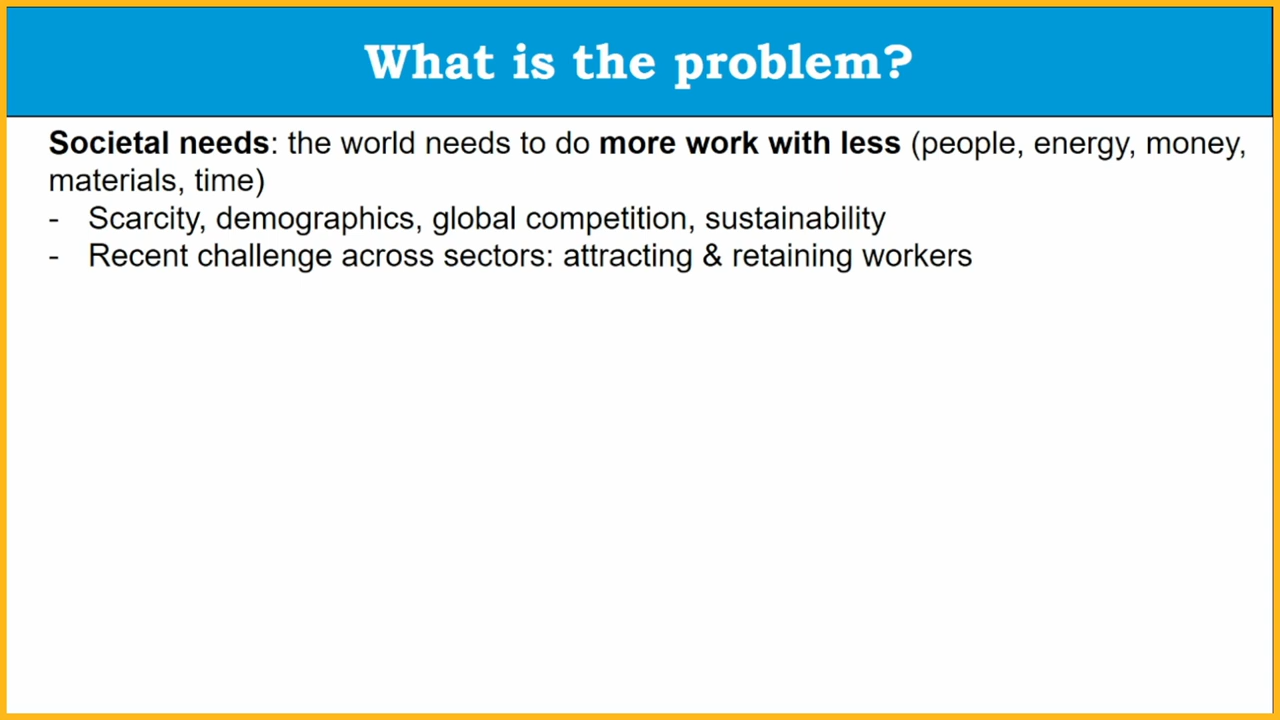 What is the problem?
Societal needs: the world needs to do more work with less (people, energy, money,
materials, time)
- Scarcity, demographics, global competition, sustainability
- Recent challenge across sectors: attracting & retaining workers